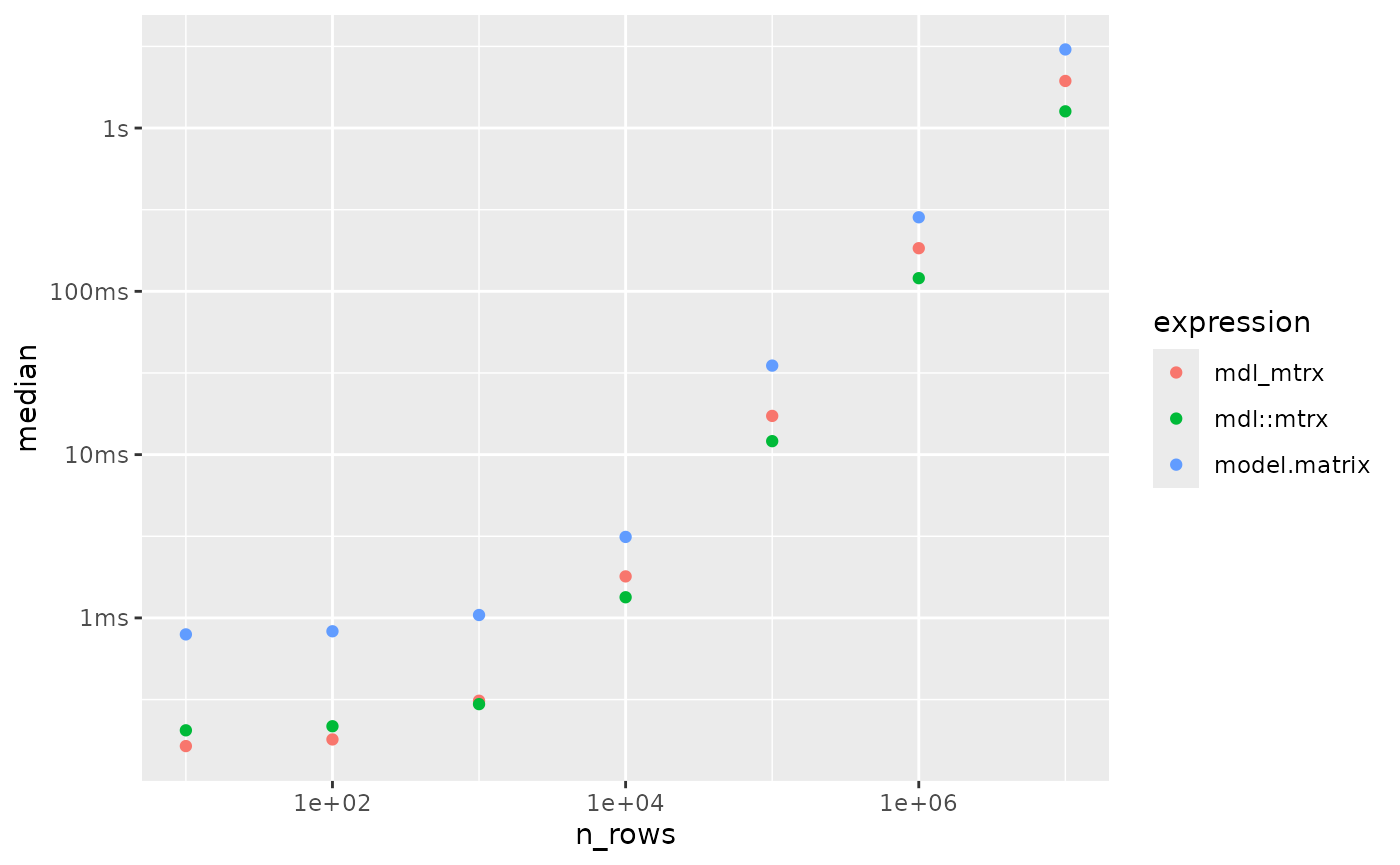 median
1s
100ms
10ms
1ms
1e+02
1e+04
1e+06
n_rows
expression
mdl_mtrx
mdl::mtrx
model.matrix